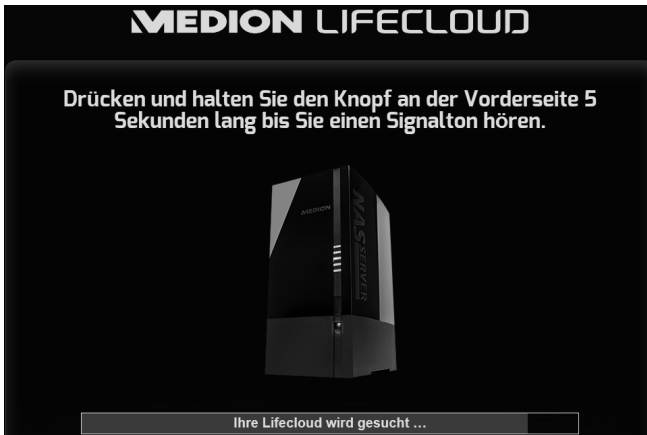 MEDION LIFECLOUD
Drücken und halten Sie den Knopf an der Vorderseite 5
Sekunden lang bis Sie einen Signalton hören.
MEDION
NAS SERVER
Ihre Lifecloud wird gesucht ...